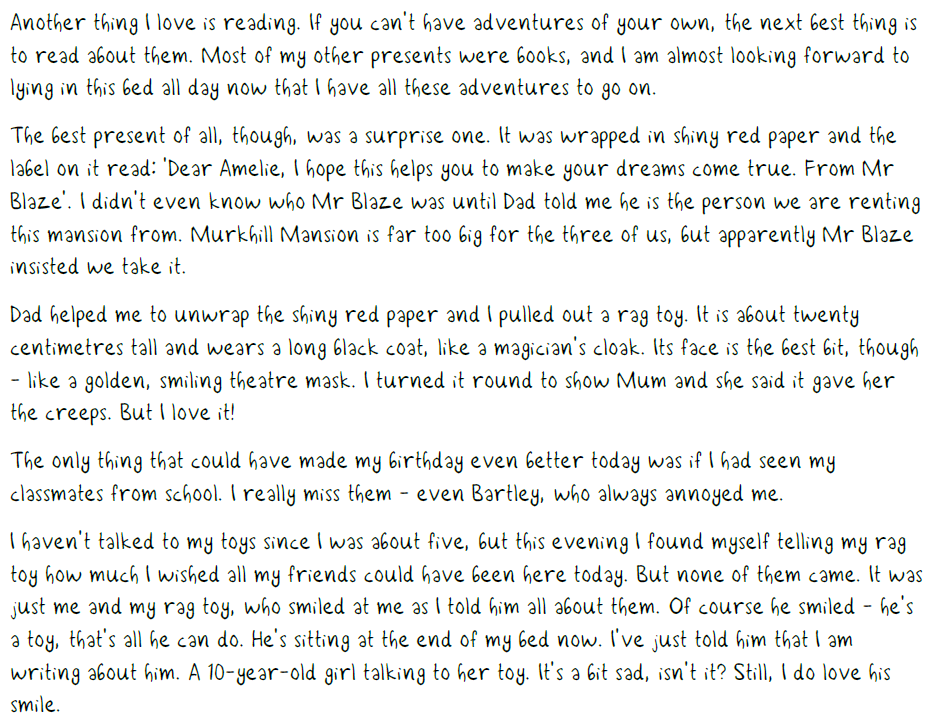 Another thing I love is reading. If you can't have adventures of your own, the next best thing is
to read about them. Most of my other presents were books, and I am almost looking forward to
lying in this bed all day now that I have all these adventures to go on.
The best present of all, though, was a surprise one. It was wrapped in shiny red paper and the
label on it read: 'Dear Amelie, I hope this helps you to make your dreams come true. From Mr
Blaze'. I didn't even know who Mr Blaze was until Dad told me he is the person we are renting
this mansion from. Murkhill Mansion is far too big for the three of us, but apparently Mr Blaze
insisted we take it.
Dad helped me to unwrap the shiny red paper and I pulled out a rag toy. It is about twenty
centimetres tall and wears a long black coat, like a magician's cloak. Its face is the best bit, though
- like a golden, smiling theatre mask. I turned it round to show Mum and she said it gave her
the creeps. But I love it!
The only thing that could have made my birthday even better today was if I had seen my
classmates from school. I really miss them - even Bartley, who always annoyed me.
I haven't talked to my toys since I was about five, but this evening I found myself telling my rag
toy how much I wished all my friends could have been here today. But none of them came. It was
just me and my rag toy, who smiled at me as I told him all about them. Of course he smiled - he's
a toy, that's all he can do. He's sitting at the end of my bed now. I've just told him that I am
writing about him. A 10-year-old girl talking to her toy. It's a bit sad, isn't it? Still, I do love his
smile.